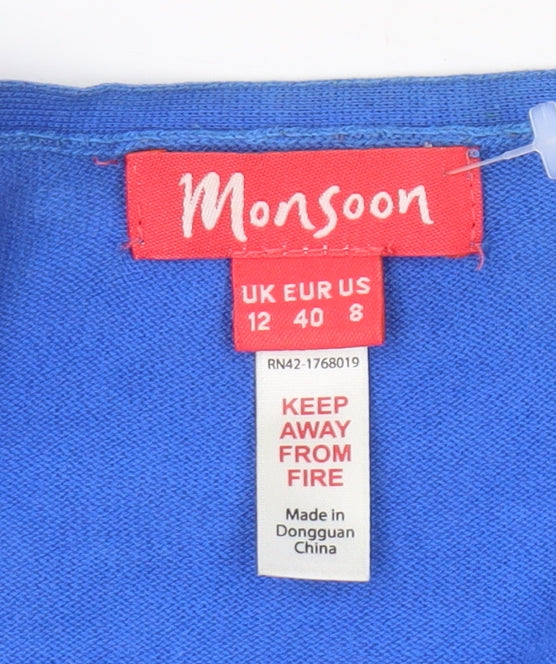 Monsoon
UK EUR US
12 40 8
RN42-1768019
KEEP
AWAY
FROM
FIRE
Made in
Dongguan
China